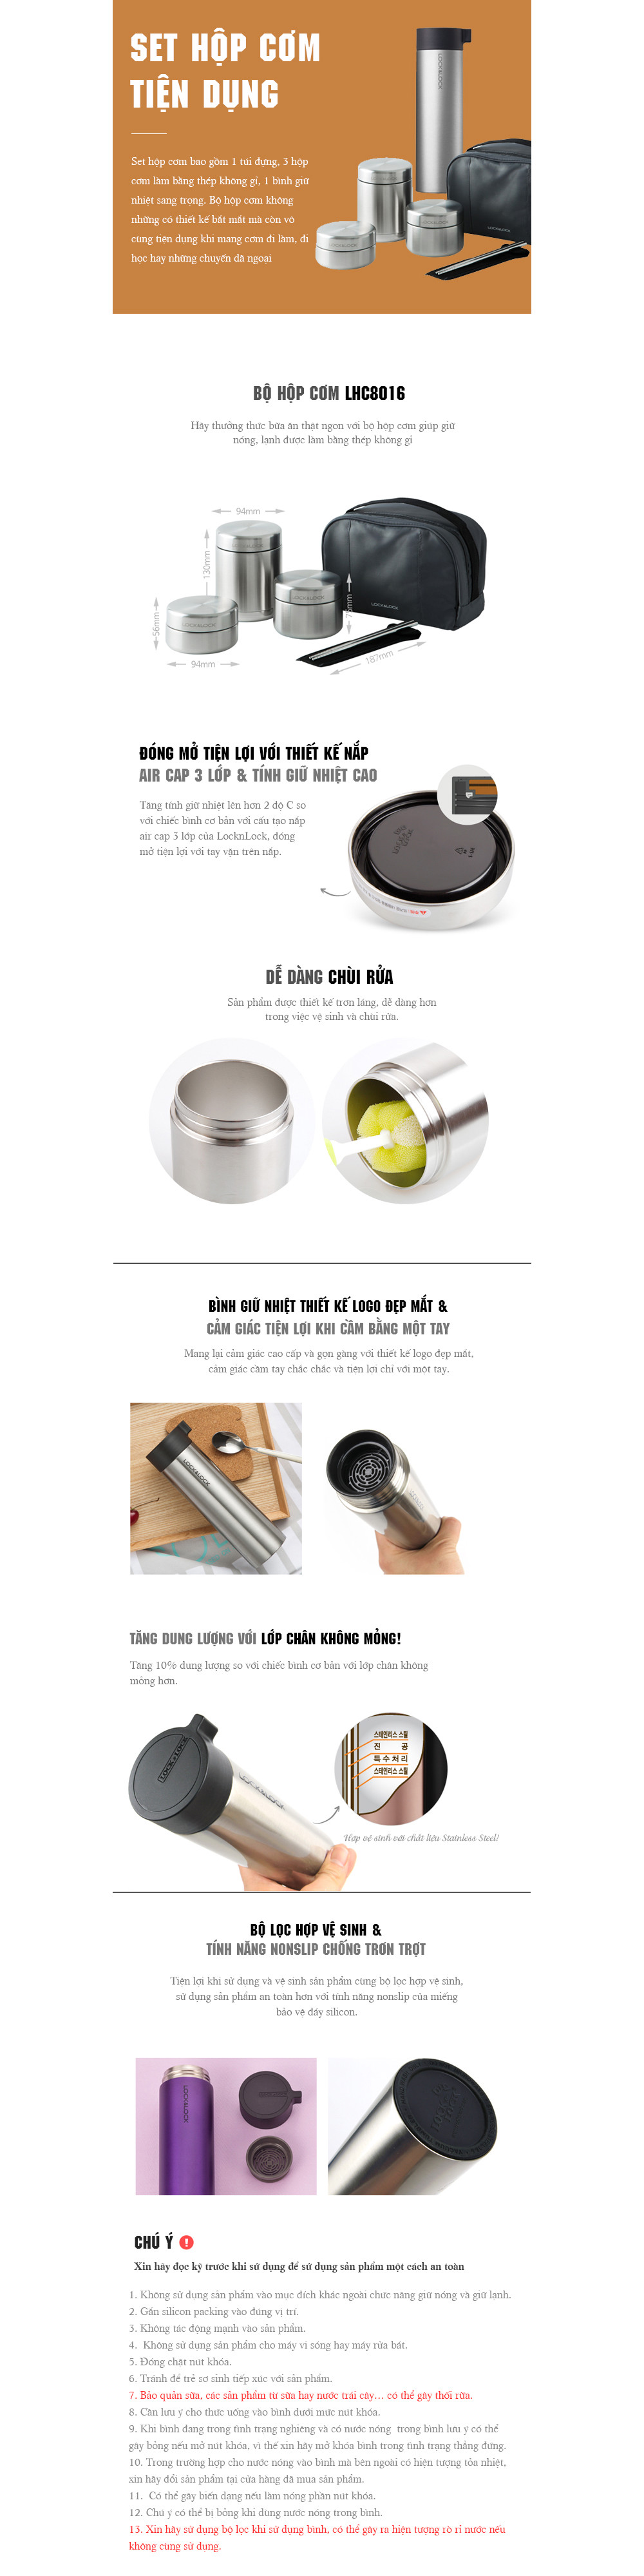 SET HỘP CƠM
TIỆN DỤNG
Set hộp cơm bao gồm 1 túi đựng, 3 hộp
cơm làm bằng thép không gỉ, 1 bình giữ
nhiệt sang trọng. Bộ hộp cơm không
những có thiết kế bắt mắt mà còn vô
cùng tiện dụng khi mang cơm đi làm, đi
học hay những chuyến dã ngoại
LOCK&LOCK
BỘ HỘP CƠM LHC8016
Hãy thưởng thức bữa ăn thật ngon với bộ hộp cơm giúp giữ
nóng, lạnh được làm bằng thép không gỉ
94mm
130mm
56mm
94mm
187mm
LOCK&LOCK
ĐÓNG MỞ TIỆN LỢI VỚI THIẾT KẾ NẮP
AIR CAP 3 LỚP & TÍNH GIỮ NHIỆT CAO
Tăng tính giữ nhiệt lên hơn 2 độ C so
với chiếc bình cơ bản với cấu tạo nắp
air cap 3 lớp của LocknLock, đóng
mở tiện lợi với tay vặn trên nắp.
DỄ DÀNG CHÙI RỬA
Sản phẩm được thiết kế trơn láng, dễ dàng hơn
trong việc vệ sinh và chùi rửa.
BÌNH GIỮ NHIỆT THIẾT KẾ LOGO ĐẸP MẮT &
CẢM GIÁC TIỆN LỢI KHI CẦM BẰNG MỘT TAY
Mang lại cảm giác cao cấp và gọn gàng với thiết kế logo đẹp mắt,
cảm giác cầm tay chắc chắc và tiện lợi chỉ với một tay.
LOCK&LOCK
TĂNG DUNG LƯỢNG VỚI LỚP CHÂN KHÔNG MỎNG!
Tăng 10% dung lượng so với chiếc bình cơ bản với lớp chân không
mỏng hơn.
LOCK&LOCK
스테인리스 스틸
진 공
특수처리
스테인리스 스틸
Hợp vệ sinh với chất liệu Stainless Steel!
BỘ LỌC HỢP VỆ SINH &
TÍNH NĂNG NONSLIP CHỐNG TRƠN TRỢT
Tiện lợi khi sử dụng và vệ sinh sản phẩm cùng bộ lọc hợp vệ sinh,
sử dụng sản phẩm an toàn hơn với tính năng nonslip của miếng
bảo vệ đáy silicon.
LOCK&LOCK
CHÚ Ý
Xin hãy đọc kỹ trước khi sử dụng để sử dụng sản phẩm một cách an toàn
1. Không sử dụng sản phẩm vào mục đích khác ngoài chức năng giữ nóng và giữ lạnh.
2. Gắn silicon packing vào đúng vị trí.
3. Không tác động mạnh vào sản phẩm.
4. Không sử dụng sản phẩm cho máy vi sóng hay máy rửa bát.
5. Đóng chặt nút khóa.
6. Tránh để trẻ sơ sinh tiếp xúc với sản phẩm.
7. Bảo quản sữa, các sản phẩm từ sữa hay nước trái cây... có thể gây thối rữa.
8. Cần lưu ý cho thức uống vào bình dưới mức nút khóa.
9. Khi bình đang trong tình trạng nghiêng và có nước nóng trong bình lưu ý có thể
gây bỏng nếu mở nút khóa, vì thế xin hãy mở khóa bình trong tình trạng thẳng đứng.
10. Trong trường hợp cho nước nóng vào bình mà bên ngoài có hiện tượng tỏa nhiệt,
xin hãy đổi sản phẩm tại cửa hàng đã mua sản phẩm.
11. Có thể gây biến dạng nếu làm nóng phần nút khóa.
12. Chú ý có thể bị bỏng khi dùng nước nóng trong bình.
13. Xin hãy sử dụng bộ lọc khi sử dụng bình, có thể gây ra hiện tượng rò rỉ nước nếu
không cùng sử dụng.